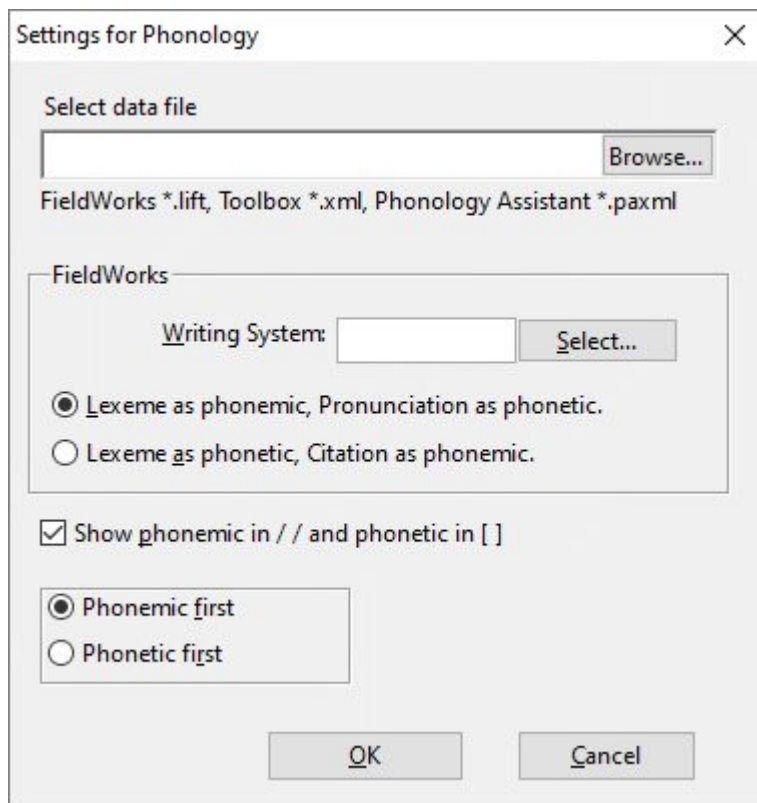 Settings for Phonology
Select data file
Browse...
FieldWorks *.lift, Toolbox *.xml, Phonology Assistant *.paxml
FieldWorks
Writing System:
Select...
Lexeme as phonemic, Pronunciation as phonetic.
Lexeme as phonetic, Citation as phonemic.
Show phonemic in / / and phonetic in [ ]
Phonemic first
Phonetic first
OK
Cancel